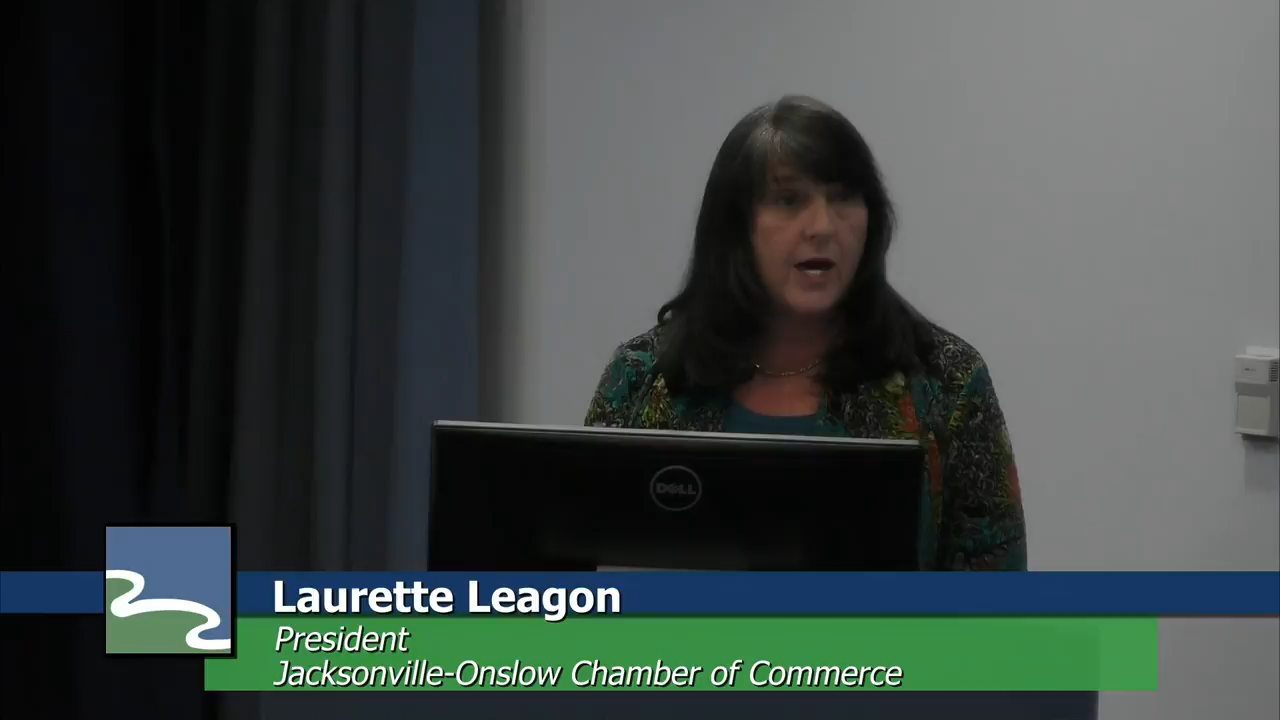 DELL
Laurette Leagon
President
Jacksonville-Onslow Chamber of Commerce